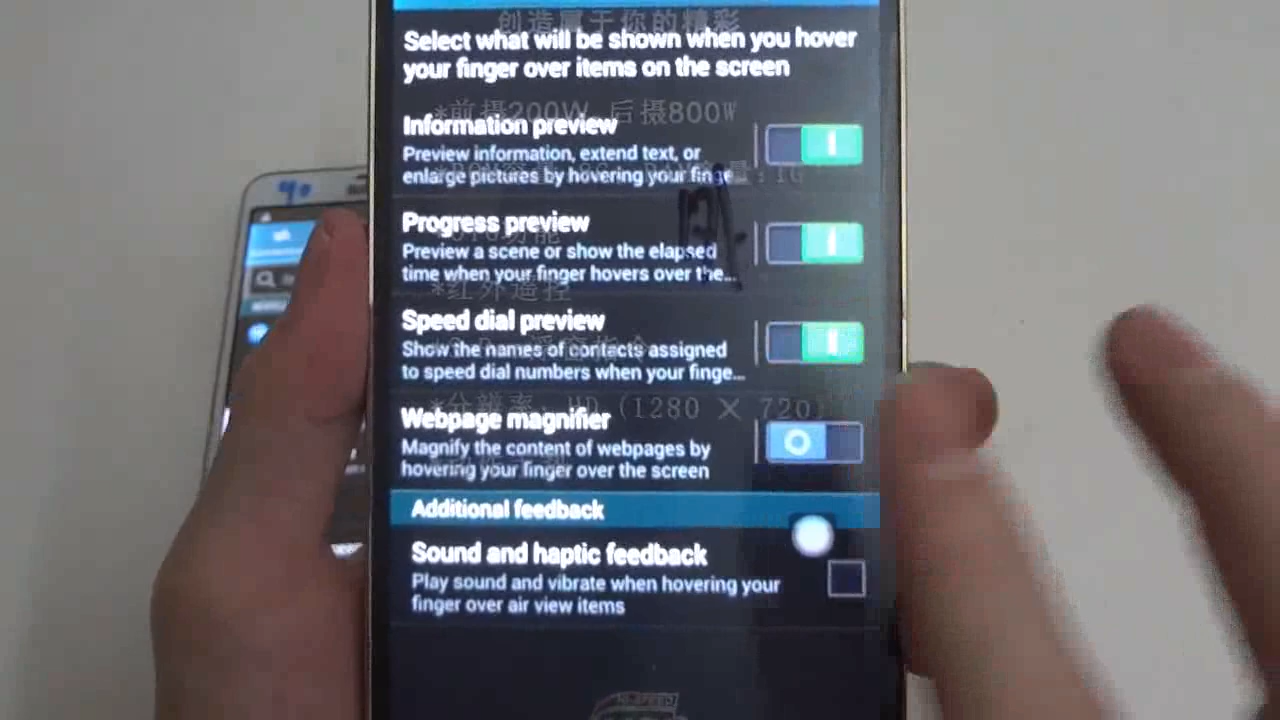 创造属于你的精彩
Select what will be shown when you hover
your finger over items on the screen
*前摄200W 后摄800W
Information preview
Preview information, extend text, or
enlarge pictures by hovering your finge...
Progress preview
Preview a scene or show the elapsed
time when your finger hovers over the...
*红外遥控
Speed dial preview
Show the names of contacts assigned
to speed dial numbers when your finge...
*分辨率: HD (1280 × 720)
Webpage magnifier
Magnify the content of webpages by
hovering your finger over the screen
Additional feedback
Sound and haptic feedback
Play sound and vibrate when hovering your
finger over air view items